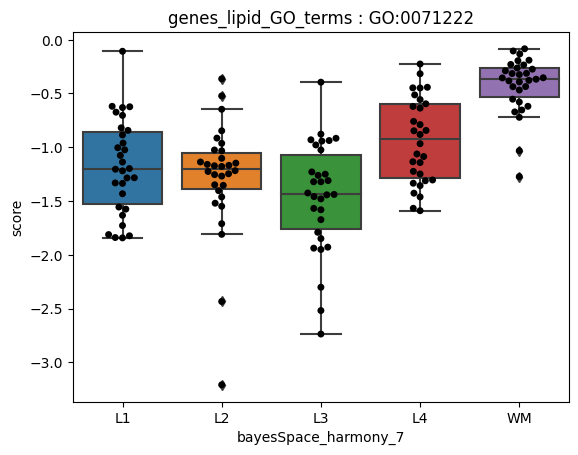 genes_lipid_GO_terms : GO:0071222
0.0
−0.5
−1.0
−1.5
−2.0
−2.5
−3.0
score
L1 L2 L3 L4 WM
bayesSpace_harmony_7